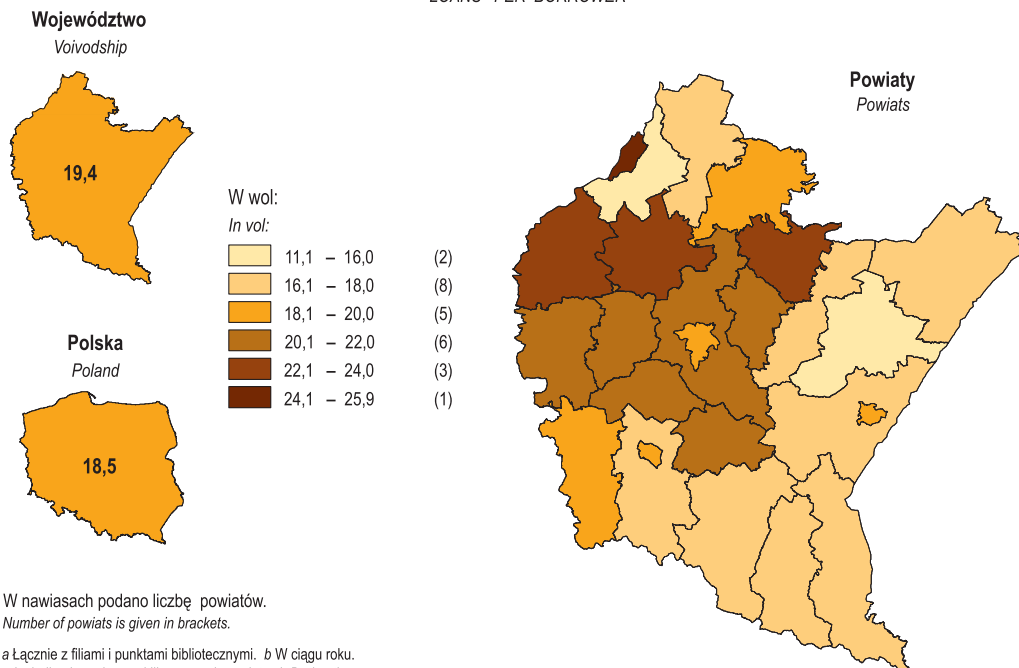 LOANS PER BORROWER
Województwo
Voivodship
19,4
Polska
Poland
18,5
W wol:
In vol:
11,1 – 16,0 (2)
16,1 – 18,0 (8)
18,1 – 20,0 (5)
20,1 – 22,0 (6)
22,1 – 24,0 (3)
24,1 – 25,9 (1)
Powiaty
Powiats
W nawiasach podano liczbę powiatów.
Number of powiats is given in brackets.
a Łącznie z filiami i punktami bibliotecznymi. b W ciągu roku.